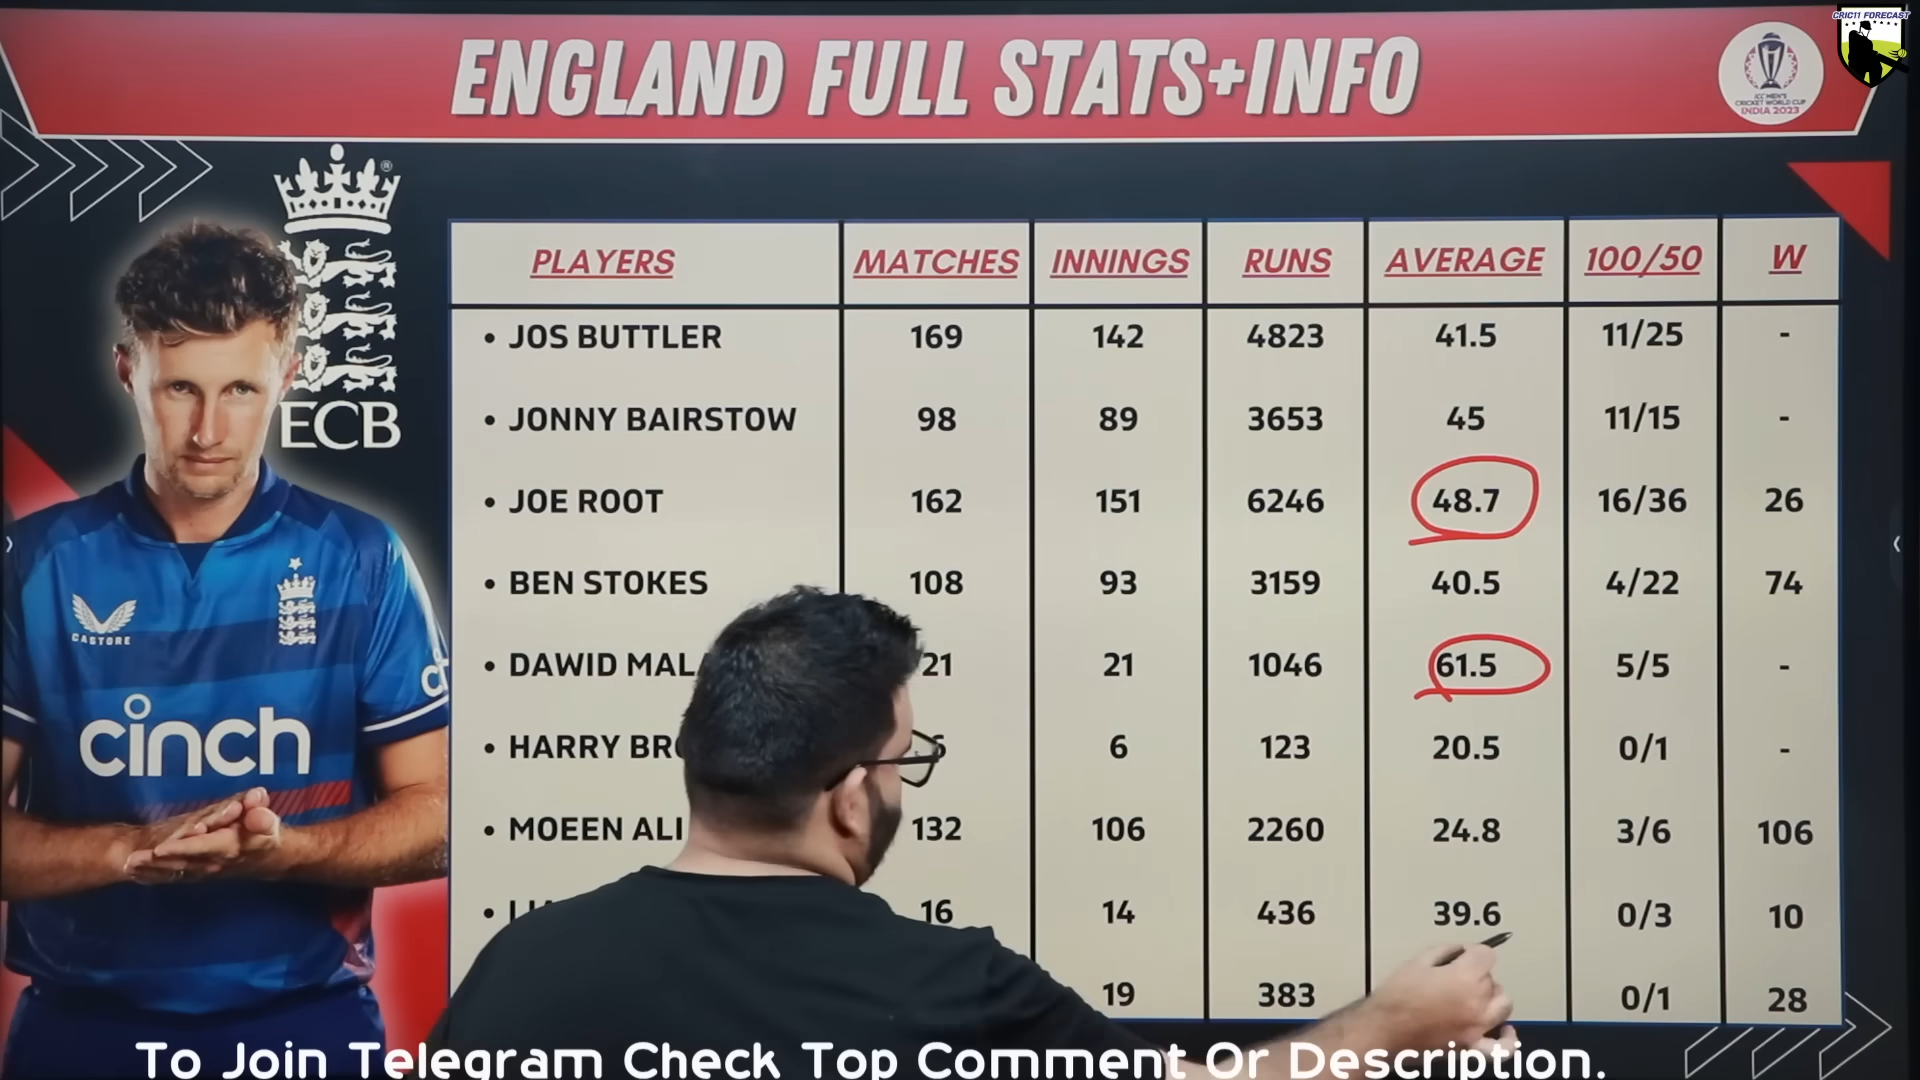 CRIC11 FORECAST
ENGLAND FULL STATS+INFO
ICC MEN'S
CRICKET WORLD CUP
INDIA 2023
ECB
PLAYERS MATCHES INNINGS RUNS AVERAGE 100/50 W
• JOS BUTTLER 169 142 4823 41.5 11/25 -
• JONNY BAIRSTOW 98 89 3653 45 11/15 -
• JOE ROOT 162 151 6246 48.7 16/36 26
• BEN STOKES 108 93 3159 40.5 4/22 74
• DAWID MAL 21 21 1046 61.5 5/5 -
• HARRY BRO 6 6 123 20.5 0/1 -
• MOEEN ALI 132 106 2260 24.8 3/6 106
• 16 14 436 39.6 0/3 10
19 383 0/1 28
CASTORE
cinch
To Join Telegram Check Top Comment Or Description.